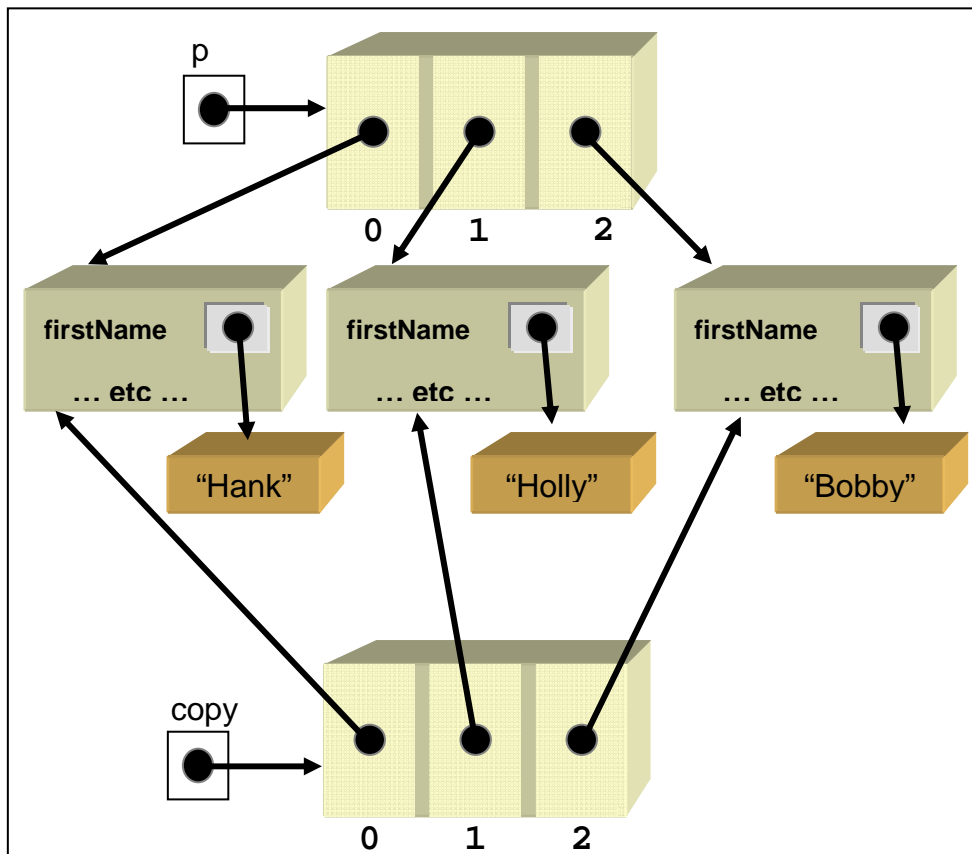 p
0 1 2
firstName firstName firstName
… etc … … etc … … etc …
“Hank” “Holly” “Bobby”
copy
0 1 2